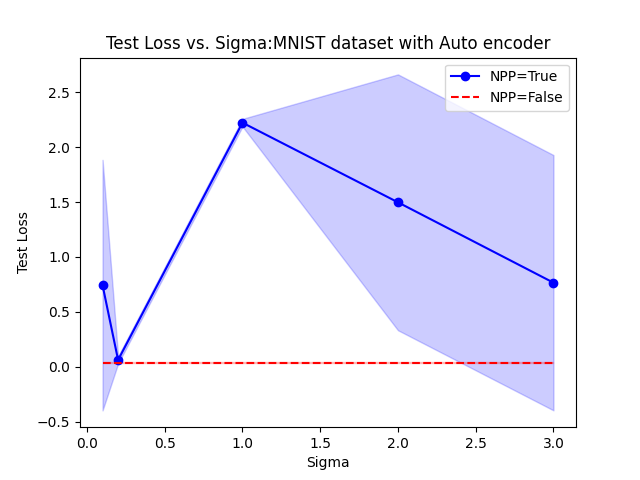 Test Loss vs. Sigma:MNIST dataset with Auto encoder
NPP=True
NPP=False
2.5
2.0
1.5
1.0
0.5
0.0
−0.5
Test Loss
0.0 0.5 1.0 1.5 2.0 2.5 3.0
Sigma